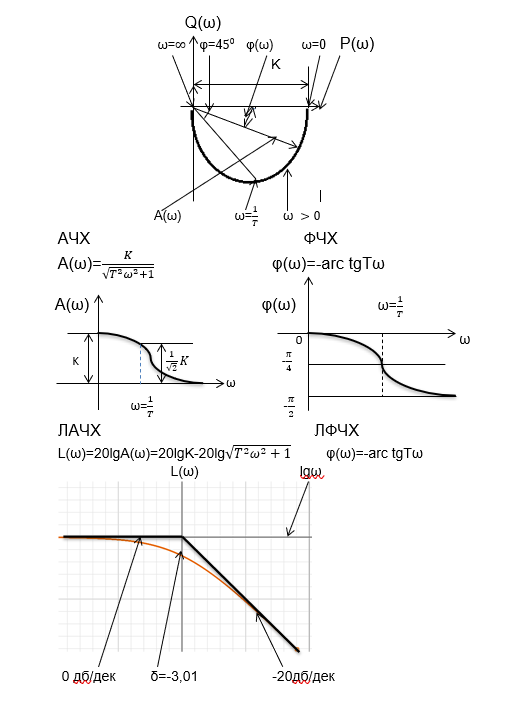 Q(ω)
ω=∞ φ=45⁰ φ(ω) ω=0 P(ω)
K
A(ω) ω=1/T ω > 0
АЧХ ФЧХ
A(ω)=K/√(T²ω²+1) φ(ω)=-arc tgTω
A(ω) φ(ω) ω=1/T
0 ω
K 1/√2 K -π/4
ω
ω=1/T -π/2
ЛАЧХ ЛФЧХ
L(ω)=20lgA(ω)=20lgK-20lg√(T²ω² + 1) φ(ω)=-arc tgTω
L(ω) lgω
0 дб/дек δ=-3,01 -20дб/дек